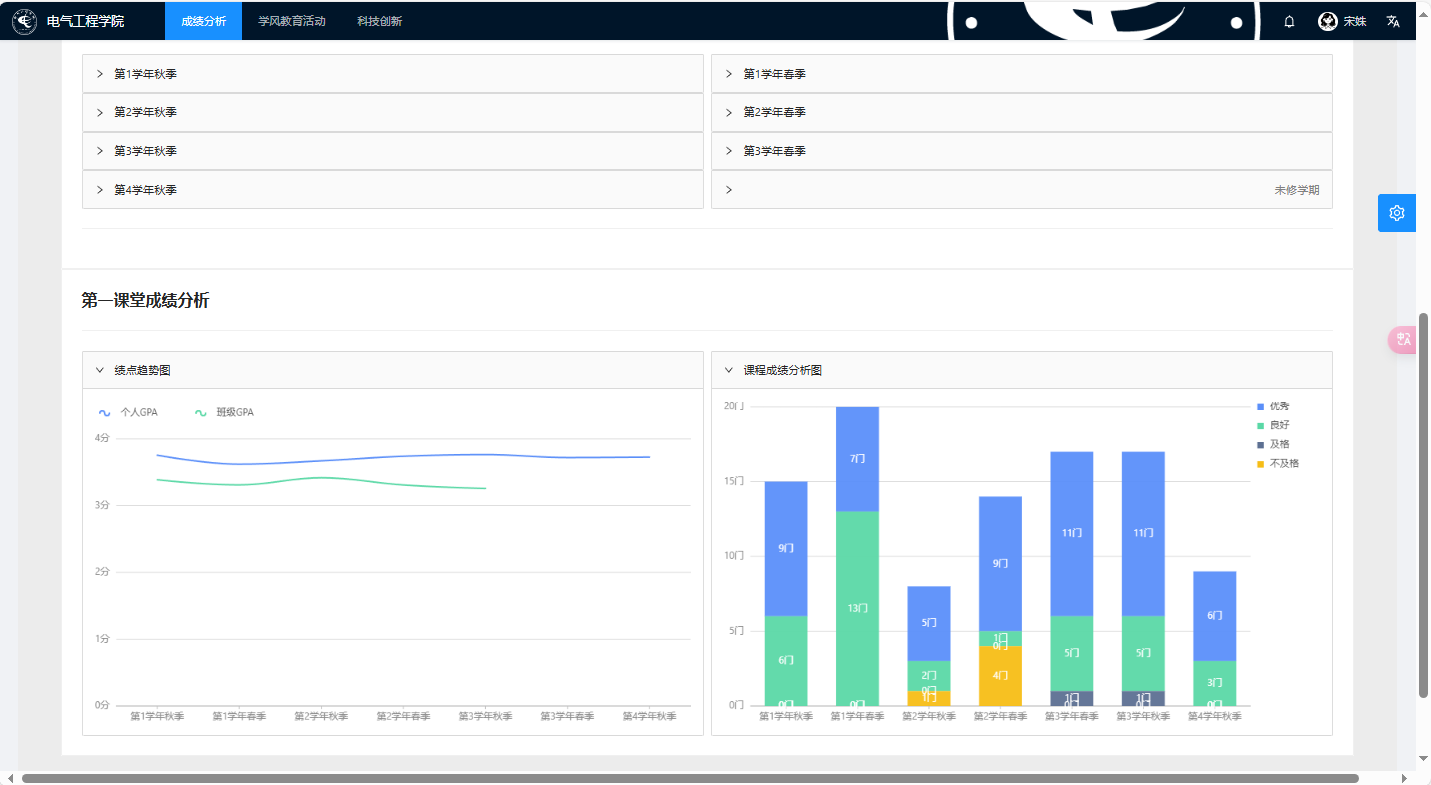 电气工程学院 成绩分析 学风教育活动 科技创新 宋姝
第1学年秋季 第1学年春季
第2学年秋季 第2学年春季
第3学年秋季 第3学年春季
第4学年秋季 未修学期
第一课堂成绩分析
绩点趋势图
个人GPA 班级GPA
4分
3分
2分
1分
0分
第1学年秋季 第1学年春季 第2学年秋季 第2学年春季 第3学年秋季 第3学年春季 第4学年秋季
课程成绩分析图
优秀
良好
及格
不及格
20门
15门
10门
5门
0门
9门
6门
0门
7门
13门
0门
5门
2门
0门
1门
9门
1门
0门
4门
11门
5门
1门
0门
11门
5门
1门
0门
6门
3门
0门
第1学年秋季 第1学年春季 第2学年秋季 第2学年春季 第3学年春季 第3学年秋季 第4学年秋季